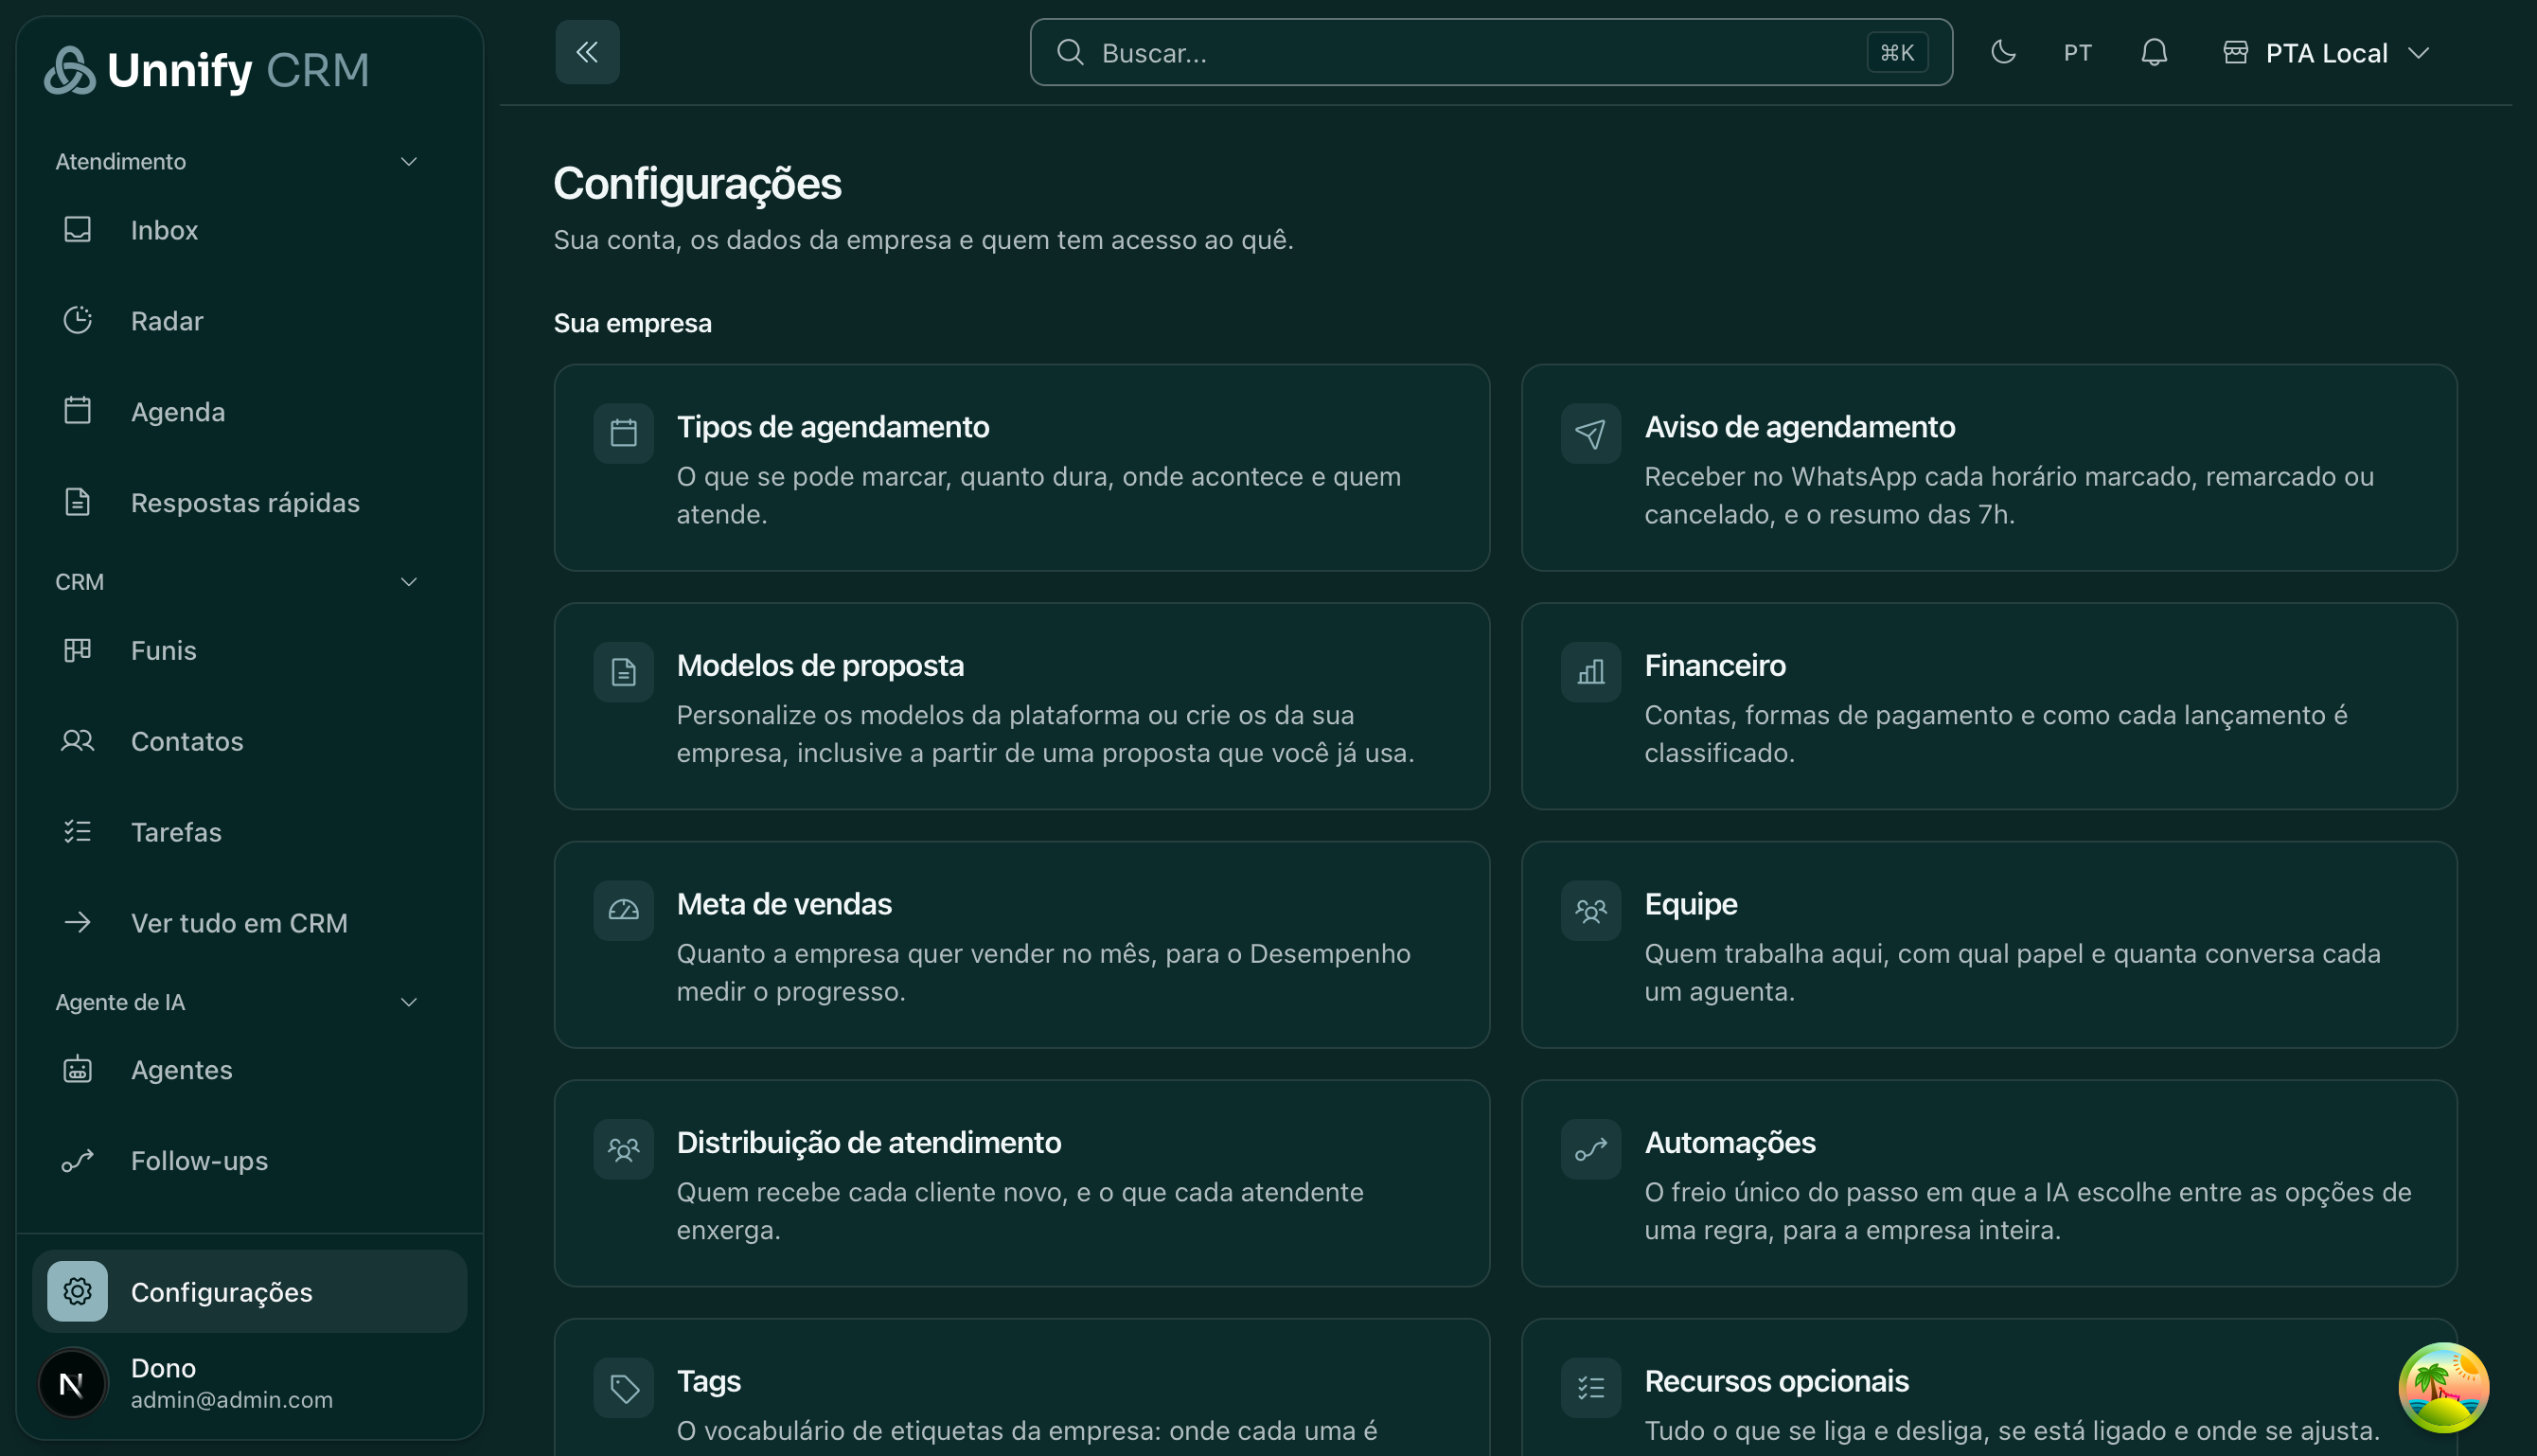 Unnify CRM
Atendimento
Inbox
Radar
Agenda
Respostas rápidas
CRM
Funis
Contatos
Tarefas
Ver tudo em CRM
Agente de IA
Agentes
Follow-ups
Configurações
N
Dono
admin@admin.com
Buscar...
⌘K
PT
PTA Local
Configurações
Sua conta, os dados da empresa e quem tem acesso ao quê.
Sua empresa
Tipos de agendamento
O que se pode marcar, quanto dura, onde acontece e quem
atende.
Aviso de agendamento
Receber no WhatsApp cada horário marcado, remarcado ou
cancelado, e o resumo das 7h.
Modelos de proposta
Personalize os modelos da plataforma ou crie os da sua
empresa, inclusive a partir de uma proposta que você já usa.
Financeiro
Contas, formas de pagamento e como cada lançamento é
classificado.
Meta de vendas
Quanto a empresa quer vender no mês, para o Desempenho
medir o progresso.
Equipe
Quem trabalha aqui, com qual papel e quanta conversa cada
um aguenta.
Distribuição de atendimento
Quem recebe cada cliente novo, e o que cada atendente
enxerga.
Automações
O freio único do passo em que a IA escolhe entre as opções de
uma regra, para a empresa inteira.
Tags
O vocabulário de etiquetas da empresa: onde cada uma é
Recursos opcionais
Tudo o que se liga e desliga, se está ligado e onde se ajusta.